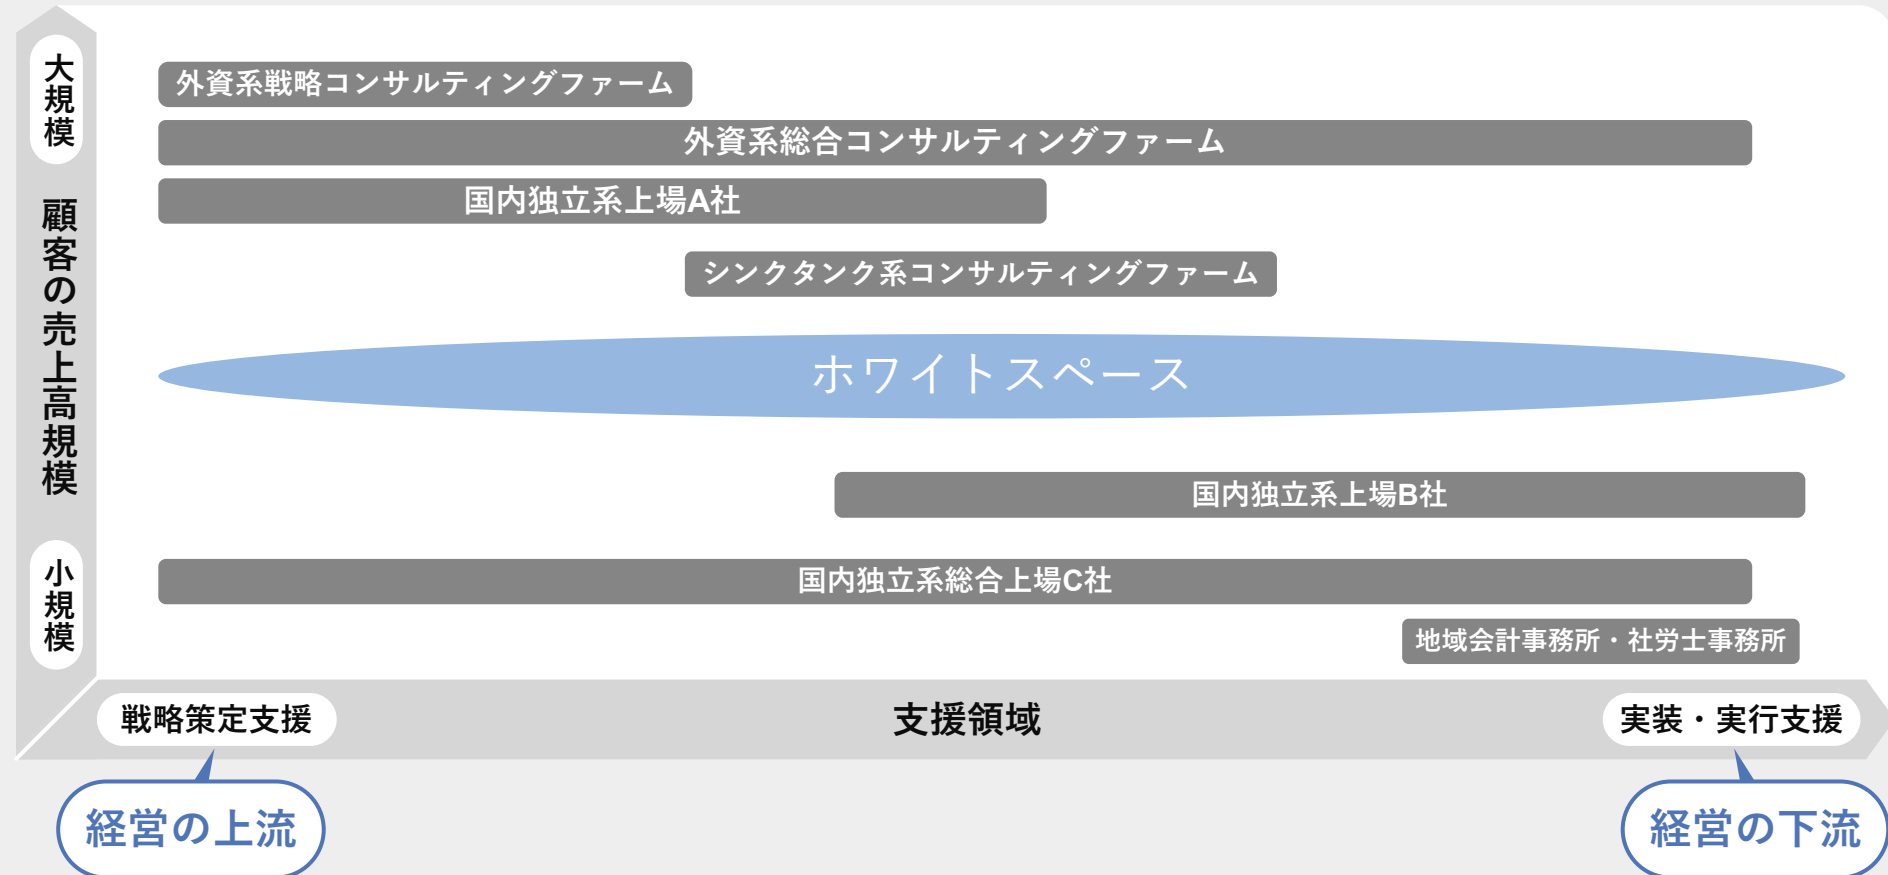 大規模
顧客の売上高規模
小規模
外資系戦略コンサルティングファーム
外資系総合コンサルティングファーム
国内独立系上場A社
シンクタンク系コンサルティングファーム
ホワイトスペース
国内独立系上場B社
国内独立系総合上場C社
地域会計事務所・社労士事務所
戦略策定支援
支援領域
実装・実行支援
経営の上流
経営の下流